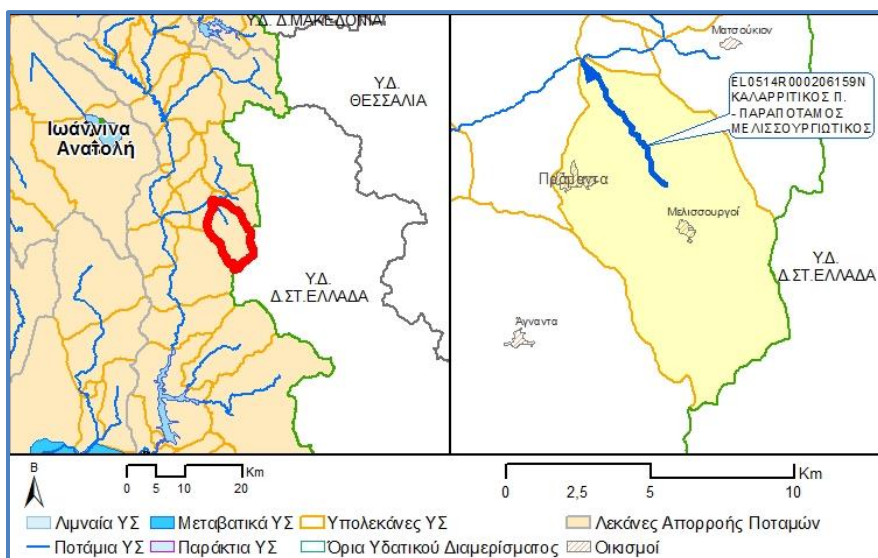 Υ.Δ. Δ.ΜΑΚΕΔΟΝΙΑΙ
Υ.Δ.
ΘΕΣΣΑΛΙΑ
Ιωάννινα
Ανατολή
Υ.Δ.
Δ.ΣΤ.ΕΛΛΑΔΑ
Ματσούκιον
EL0514R000206159N
ΚΑΛΑΡΡΙΤΙΚΟΣ Π.
- ΠΑΡΑΠΟΤΑΜΟΣ
ΜΕΛΙΣΣΟΥΡΓΙΩΤΙΚΟΣ
Πράμαντα
Μελισσουργοί
Υ.Δ.
Δ.ΣΤ.ΕΛΛΑΔΑ
Άγναντα
Β
Km
0 5 10 20
Km
0 2,5 5 10
Λιμναία ΥΣ Μεταβατικά ΥΣ Υπολεκάνες ΥΣ Λεκάνες Απορροής Ποταμών
Ποτάμια ΥΣ Παράκτια ΥΣ Όρια Υδατικού Διαμερίσματος Οικισμοί